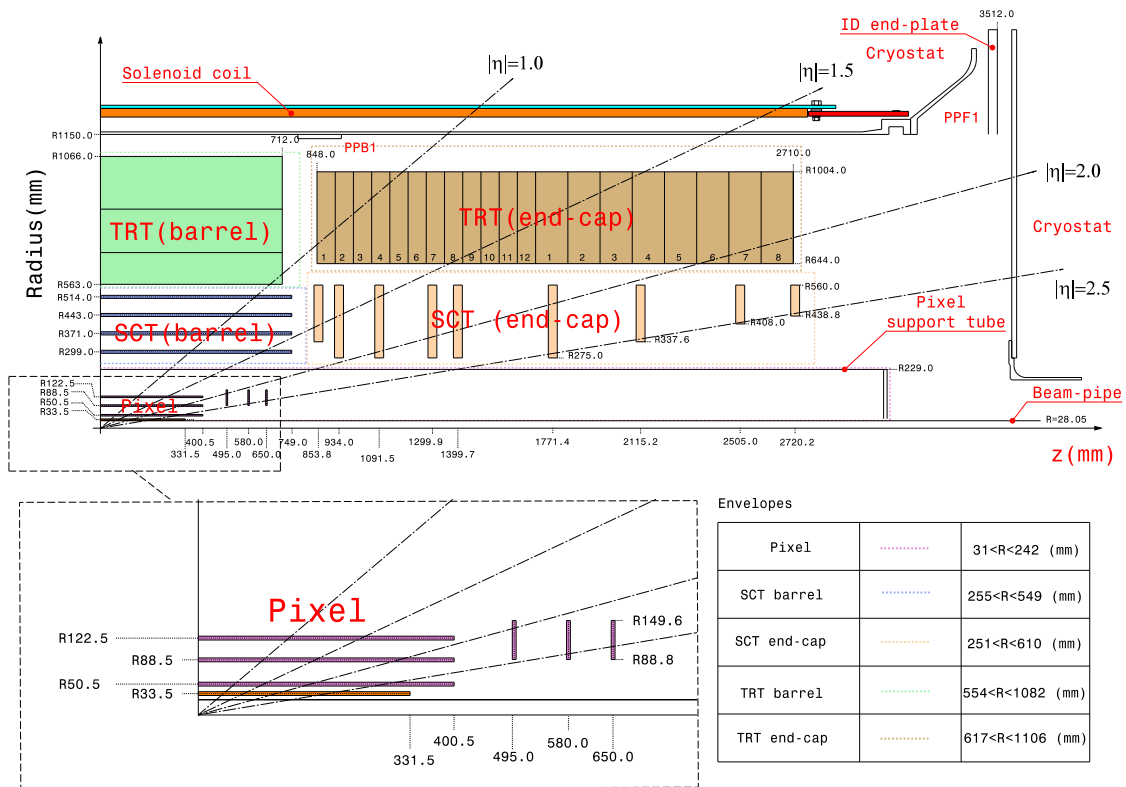 3512.0
ID end-plate
Cryostat
|η|=1.0
|η|=1.5
Solenoid coil
PPF1
R1150.0
712.0
PPB1
R1066.0
848.0
2710.0
R1004.0
|η|=2.0
Radius(mm)
TRT(barrel)
TRT(end-cap)
Cryostat
1 2 3 4 5 6 7 8 9 10 11 12 1 2 3 4 5 6 7 8
R644.0
R563.0
R560.0
|η|=2.5
R514.0
R443.0
R371.0
R299.0
SCT(barrel)
SCT (end-cap)
Pixel
support tube
R438.8
R408.0
R337.6
R275.0
R229.0
R122.5
R88.5
R50.5
R33.5
Pixel
Beam-pipe
R=28.05
400.5 580.0 749.0 934.0 1299.9 1771.4 2115.2 2505.0 2720.2
331.5 495.0 650.0 853.8 1091.5 1399.7
z(mm)
Envelopes
Pixel 31<R<242 (mm)
SCT barrel 255<R<549 (mm)
SCT end-cap 251<R<610 (mm)
TRT barrel 554<R<1082 (mm)
TRT end-cap 617<R<1106 (mm)
Pixel
R122.5
R88.5
R50.5
R33.5
R149.6
R88.8
400.5
331.5
495.0
580.0
650.0